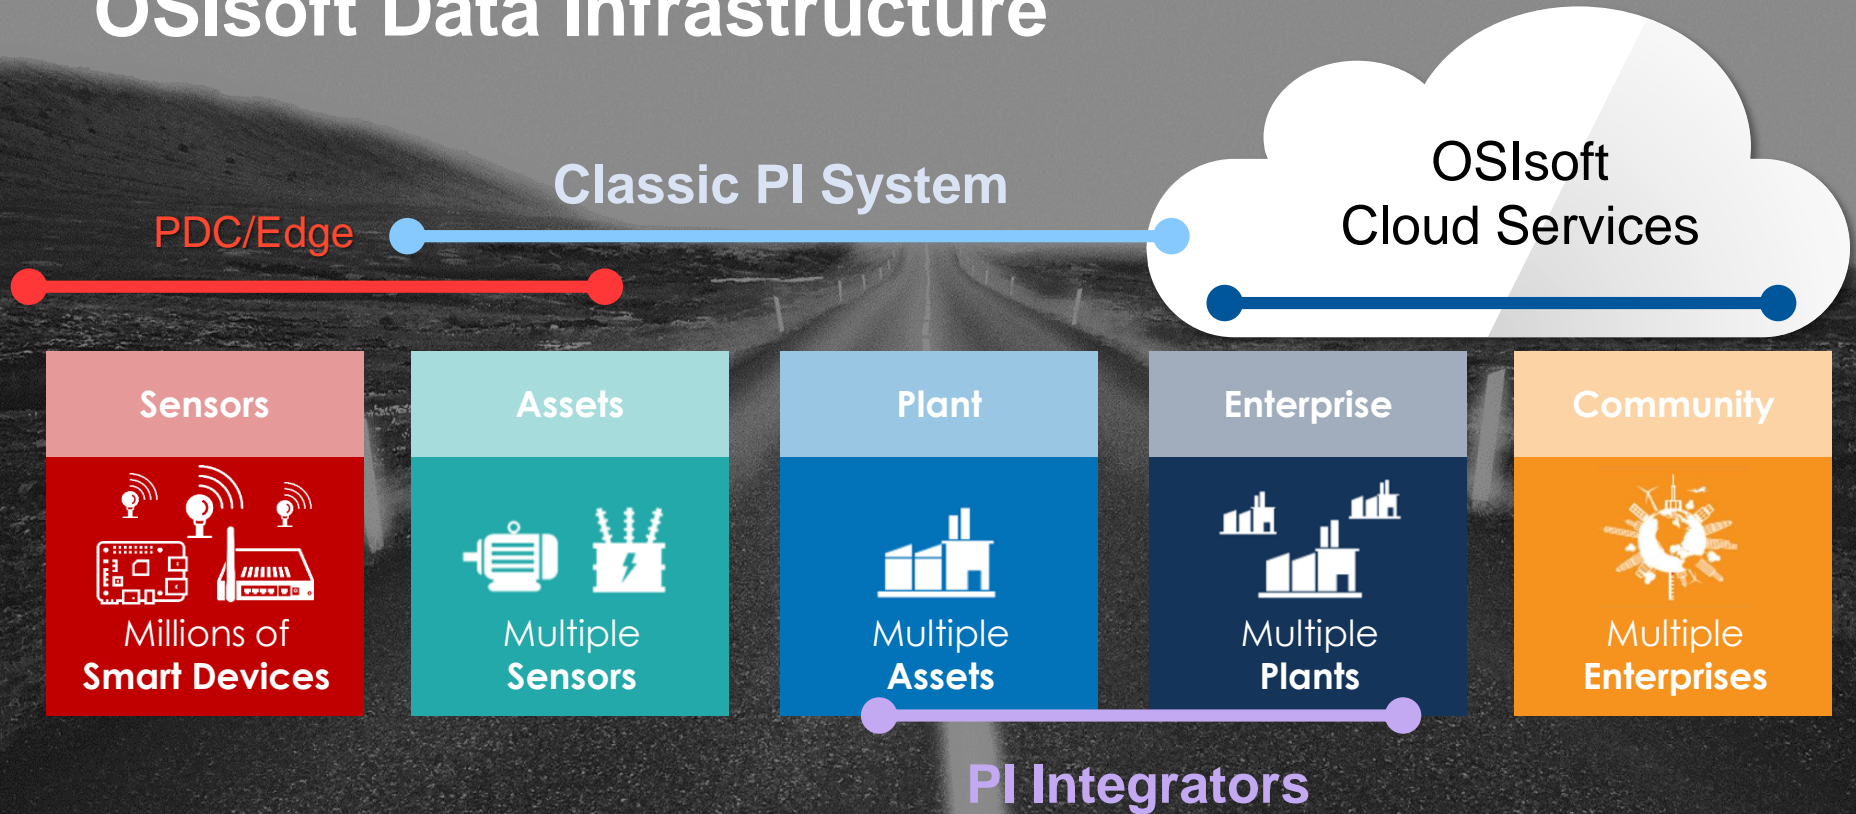 OSIsoft Data Infrastructure
Classic PI System
PDC/Edge
OSIsoft
Cloud Services
Sensors
Millions of
Smart Devices
Assets
Multiple
Sensors
Plant
Multiple
Assets
Enterprise
Multiple
Plants
Community
Multiple
Enterprises
PI Integrators